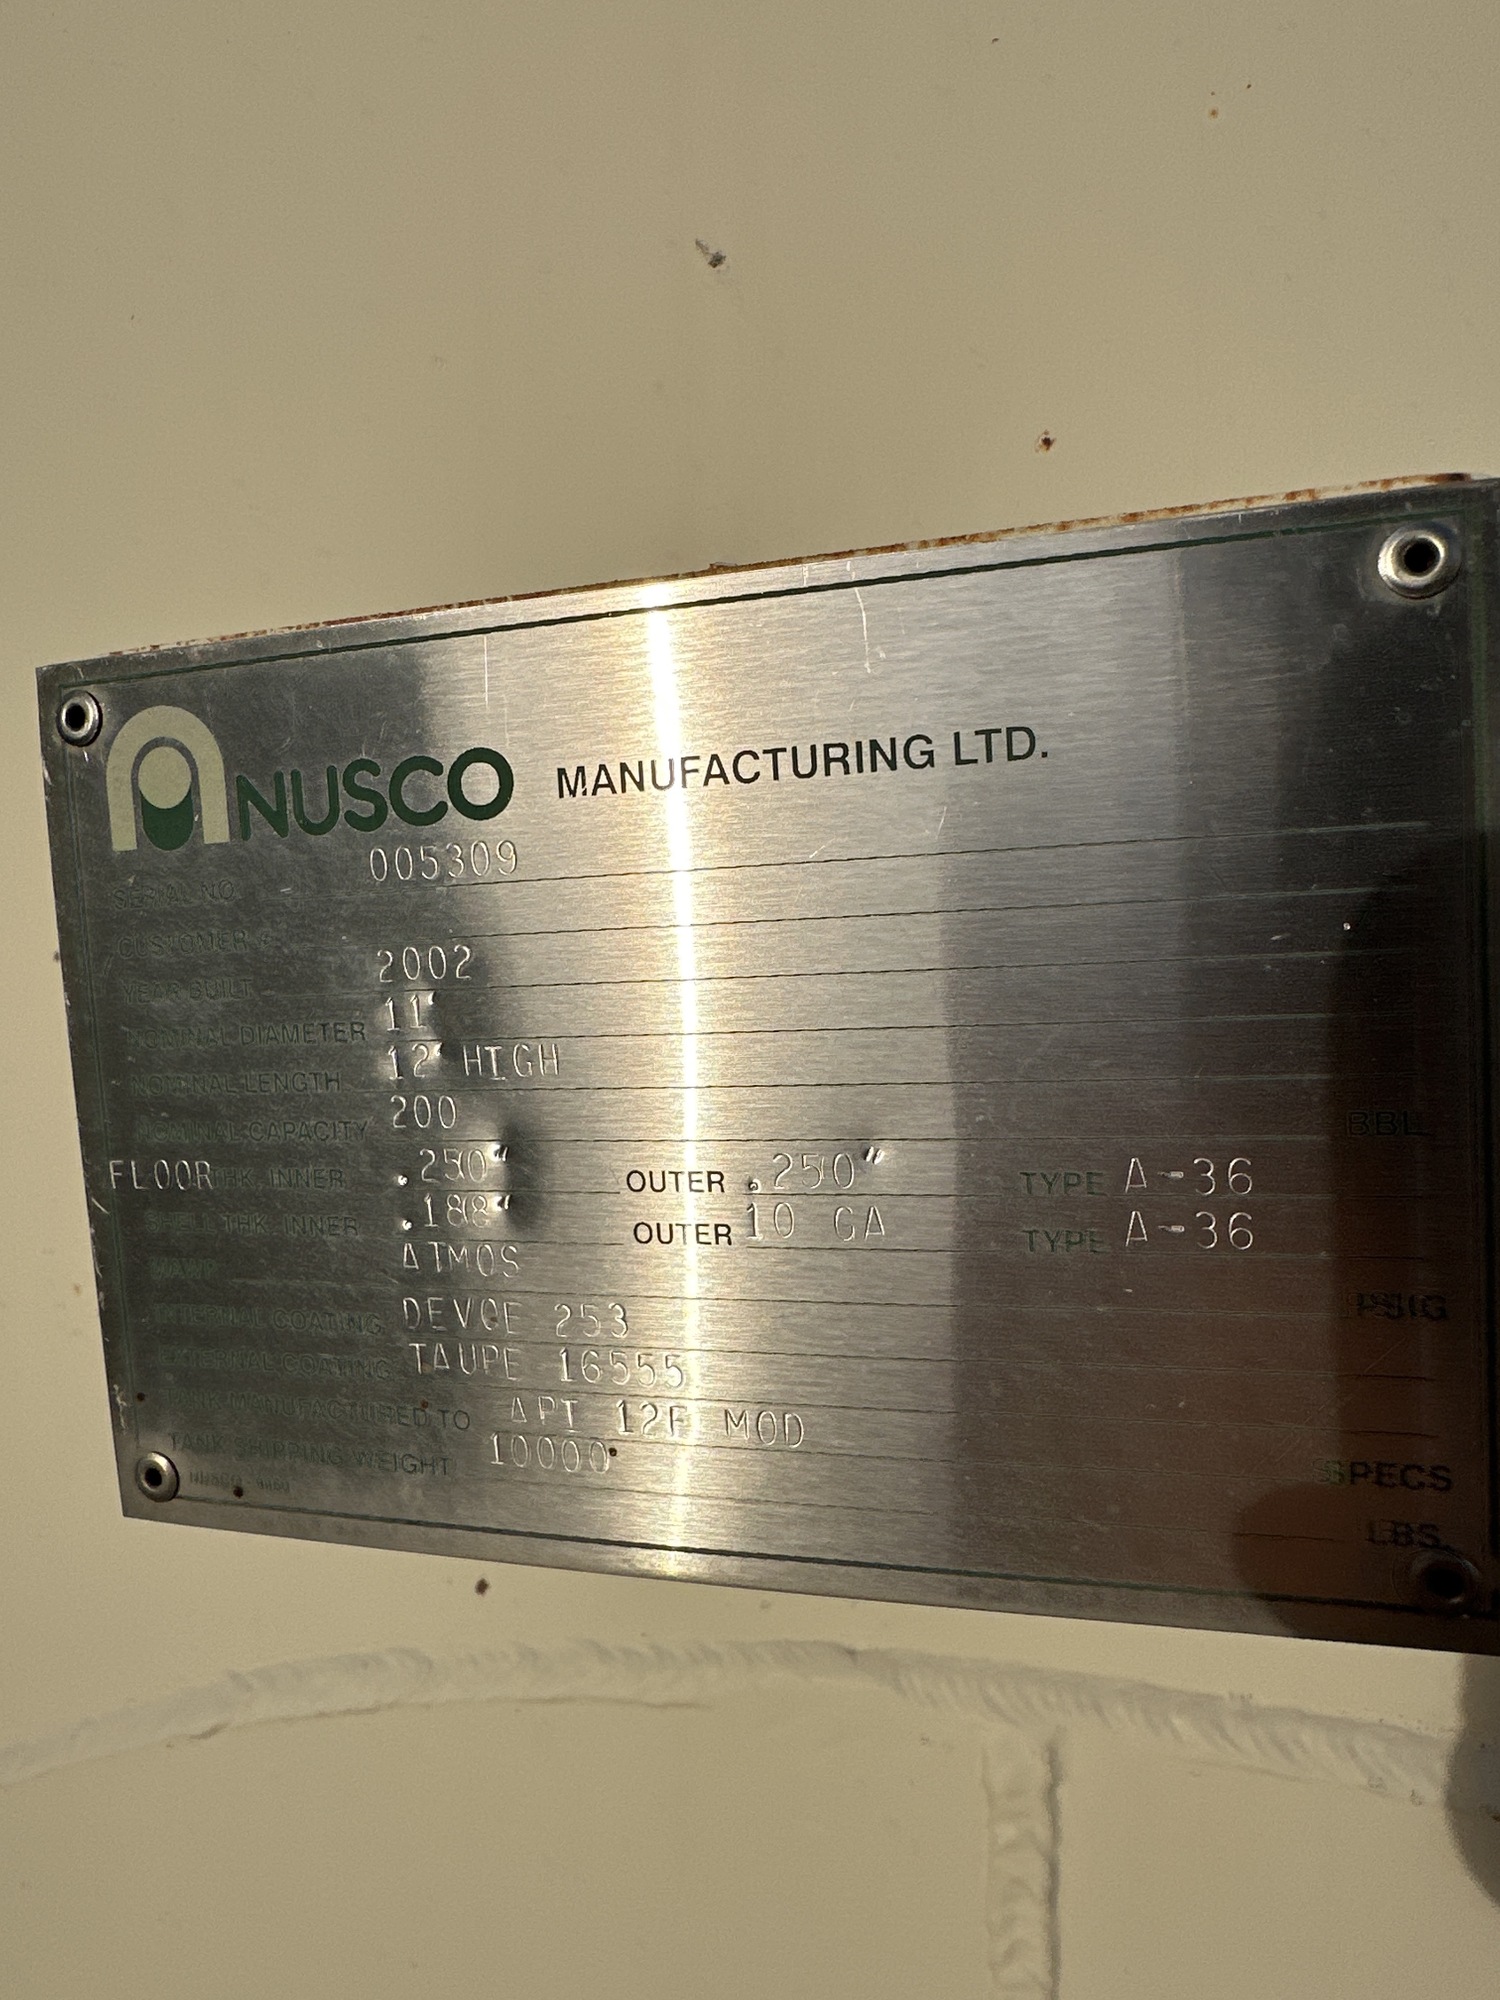 NUSCO MANUFACTURING LTD.
SERIAL NO. 005309
CUSTOMER #
YEAR BUILT 2002
NOMINAL DIAMETER 11'
NOMINAL LENGTH 12' HIGH
NOMINAL CAPACITY 200 BBL
FLOOR THK. INNER .250" OUTER .250" TYPE A-36
SHELL THK. INNER .188" OUTER 10 GA TYPE A-36
MAWP ATMOS PSIG
INTERNAL COATING DEVOE 253
EXTERNAL COATING TAUPE 16555
TANK MANUFACTURED TO API 12F MOD SPECS
TANK SHIPPING WEIGHT 10000 LBS.